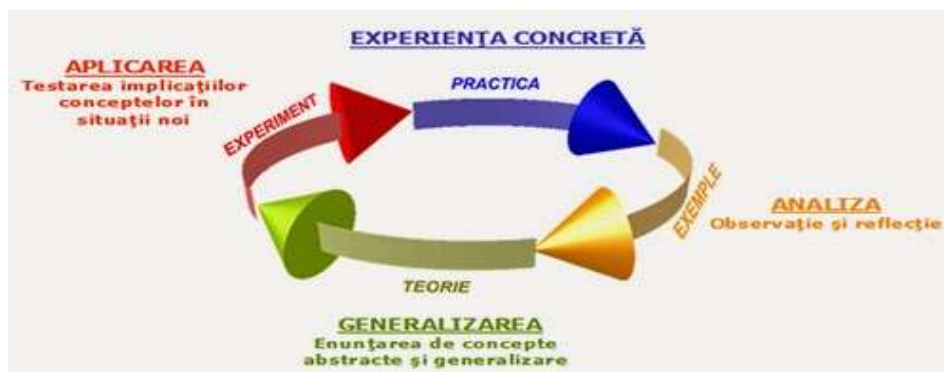 EXPERIENŢA CONCRETĂ
APLICAREA
Testarea implicaţiilor
conceptelor în
situaţii noi
PRACTICA
EXPERIMENT
EXEMPLE
ANALIZA
Observaţie şi reflecţie
TEORIE
GENERALIZAREA
Enunţarea de concepte
abstracte şi generalizare